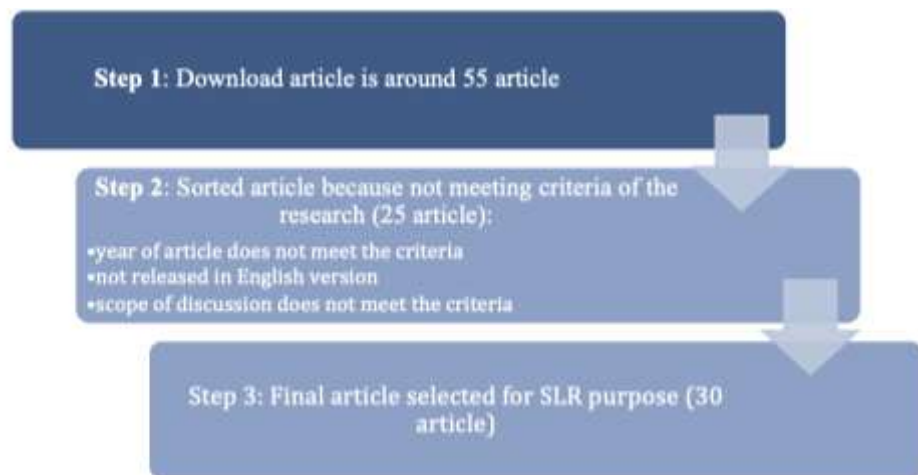 Step 1: Download article is around 55 article
Step 2: Sorted article because not meeting criteria of the
research (25 article):
•year of article does not meet the criteria
•not released in English version
•scope of discussion does not meet the criteria
Step 3: Final article selected for SLR purpose (30
article)